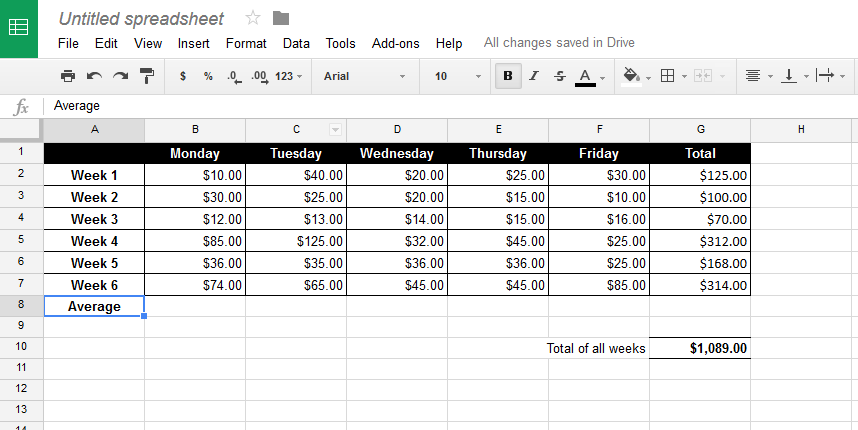 Untitled spreadsheet
File Edit View Insert Format Data Tools Add-ons Help All changes saved in Drive
$ % .0 .00 123 Arial 10 B I S A
fx Average
A B C D E F G H
1 Monday Tuesday Wednesday Thursday Friday Total
2 Week 1 $10.00 $40.00 $20.00 $25.00 $30.00 $125.00
3 Week 2 $30.00 $25.00 $20.00 $15.00 $10.00 $100.00
4 Week 3 $12.00 $13.00 $14.00 $15.00 $16.00 $70.00
5 Week 4 $85.00 $125.00 $32.00 $45.00 $25.00 $312.00
6 Week 5 $36.00 $35.00 $36.00 $36.00 $25.00 $168.00
7 Week 6 $74.00 $65.00 $45.00 $45.00 $85.00 $314.00
8 Average
9
10 Total of all weeks $1,089.00
11
12
13
14